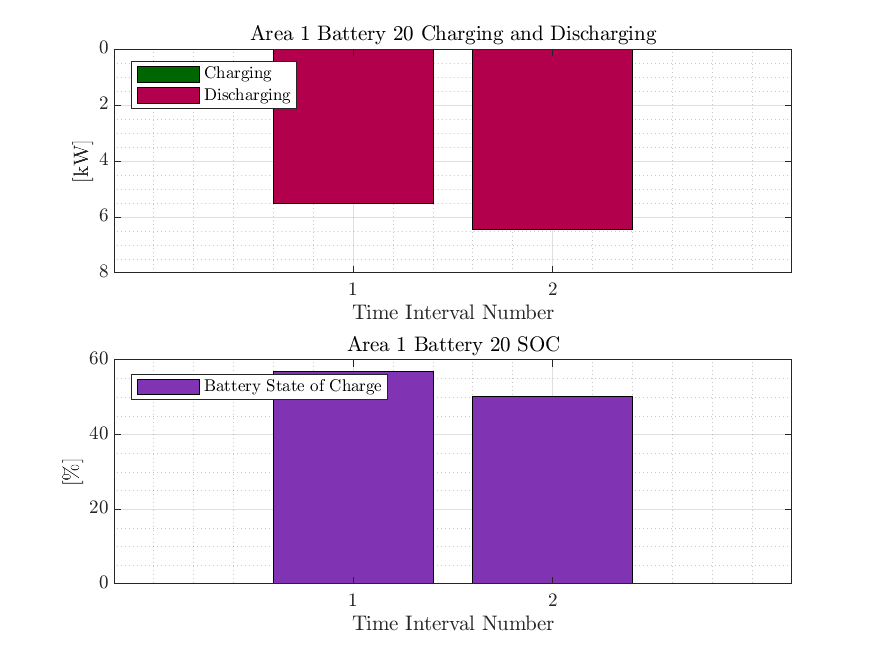 Area 1 Battery 20 Charging and Discharging
0
2
4
6
8
[kW]
Charging
Discharging
1 2
Time Interval Number
Area 1 Battery 20 SOC
60
40
20
0
[%]
Battery State of Charge
1 2
Time Interval Number